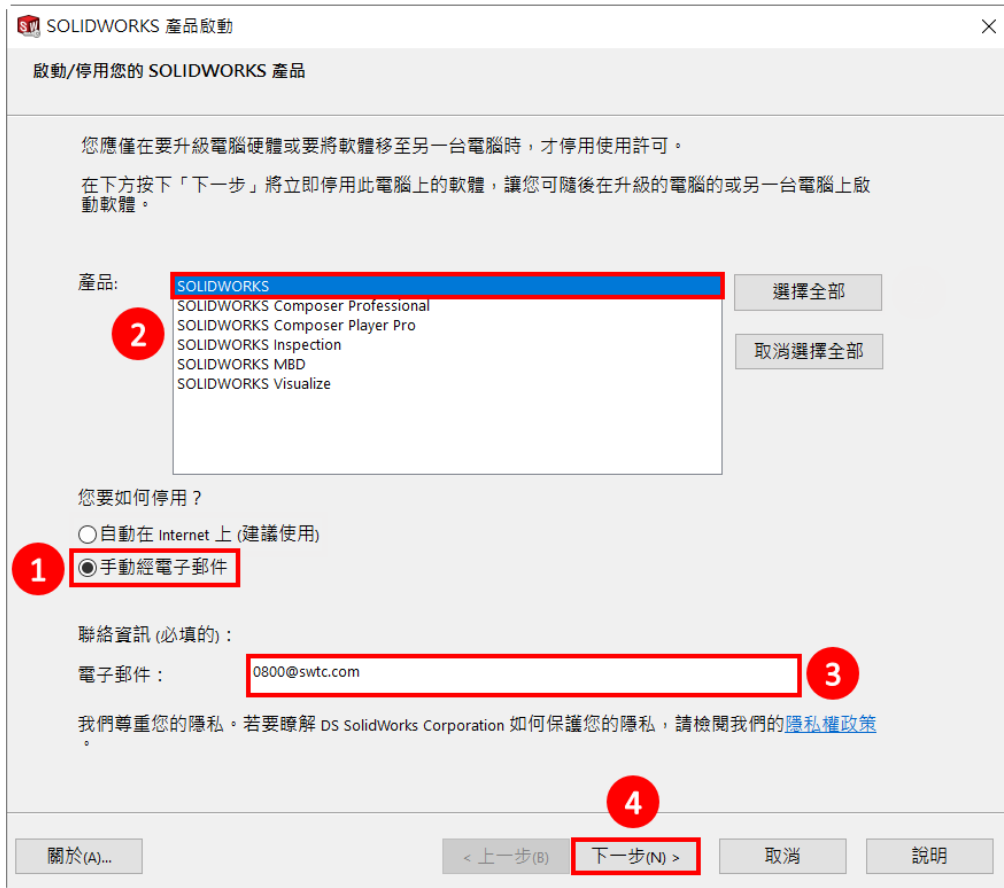 SOLIDWORKS 產品啟動
啟動/停用您的 SOLIDWORKS 產品
您應僅在要升級電腦硬體或要將軟體移至另一台電腦時，才停用使用許可。
在下方按下「下一步」將立即停用此電腦上的軟體，讓您可隨後在升級的電腦的或另一台電腦上啟
動軟體。
產品:
SOLIDWORKS
SOLIDWORKS Composer Professional
SOLIDWORKS Composer Player Pro
SOLIDWORKS Inspection
SOLIDWORKS MBD
SOLIDWORKS Visualize
選擇全部
取消選擇全部
2
您要如何停用？
自動在 Internet 上 (建議使用)
1
手動經電子郵件
聯絡資訊 (必填的)：
電子郵件：
0800@swtc.com
3
我們尊重您的隱私。若要瞭解 DS SolidWorks Corporation 如何保護您的隱私，請檢閱我們的隱私權政策
。
4
關於(A)...
< 上一步(B)
下一步(N) >
取消
說明